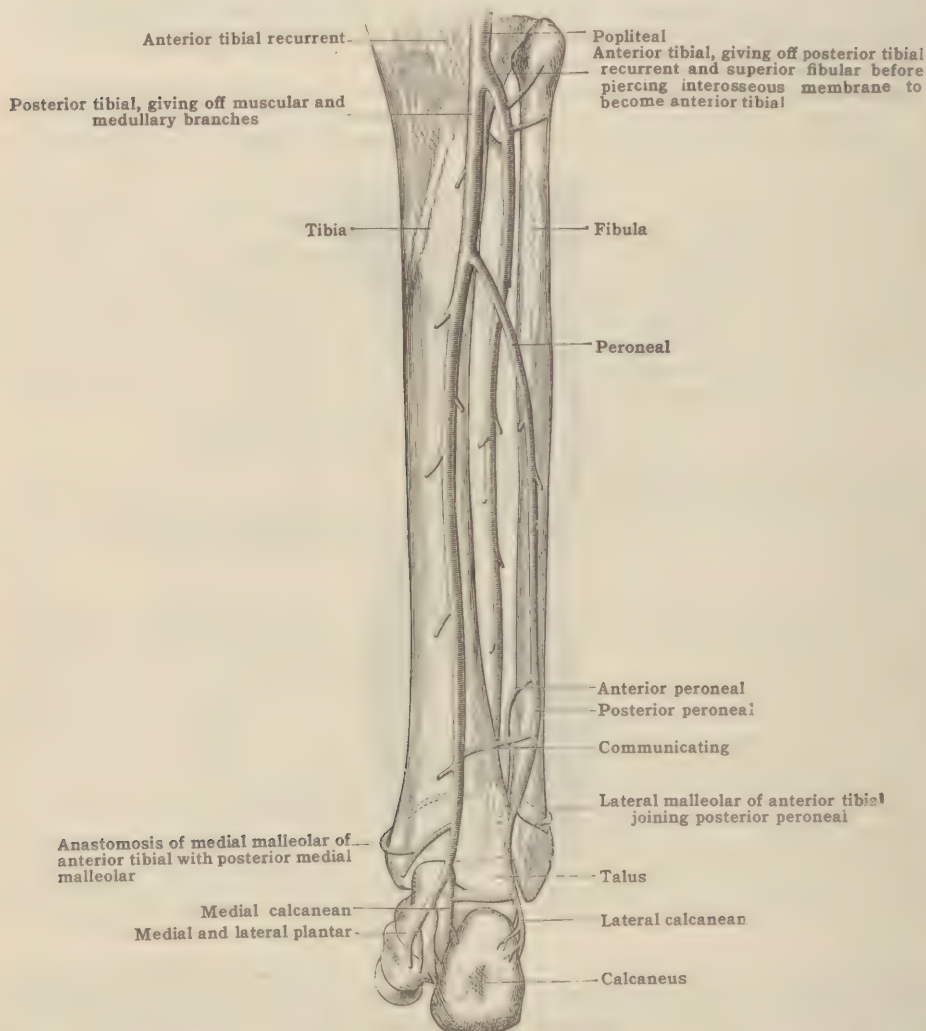 Anterior tibial recurrent
Popliteal
Anterior tibial, giving off posterior tibial
recurrent and superior fibular before
piercing interosseous membrane to
become anterior tibial
Posterior tibial, giving off muscular and
medullary branches
Tibia
Fibula
Peroneal
Anterior peroneal
Posterior peroneal
Communicating
Lateral malleolar of anterior tibial
joining posterior peroneal
Anastomosis of medial malleolar of
anterior tibial with posterior medial
malleolar
Talus
Medial calcanean
Lateral calcanean
Medial and lateral plantar
Calcaneus